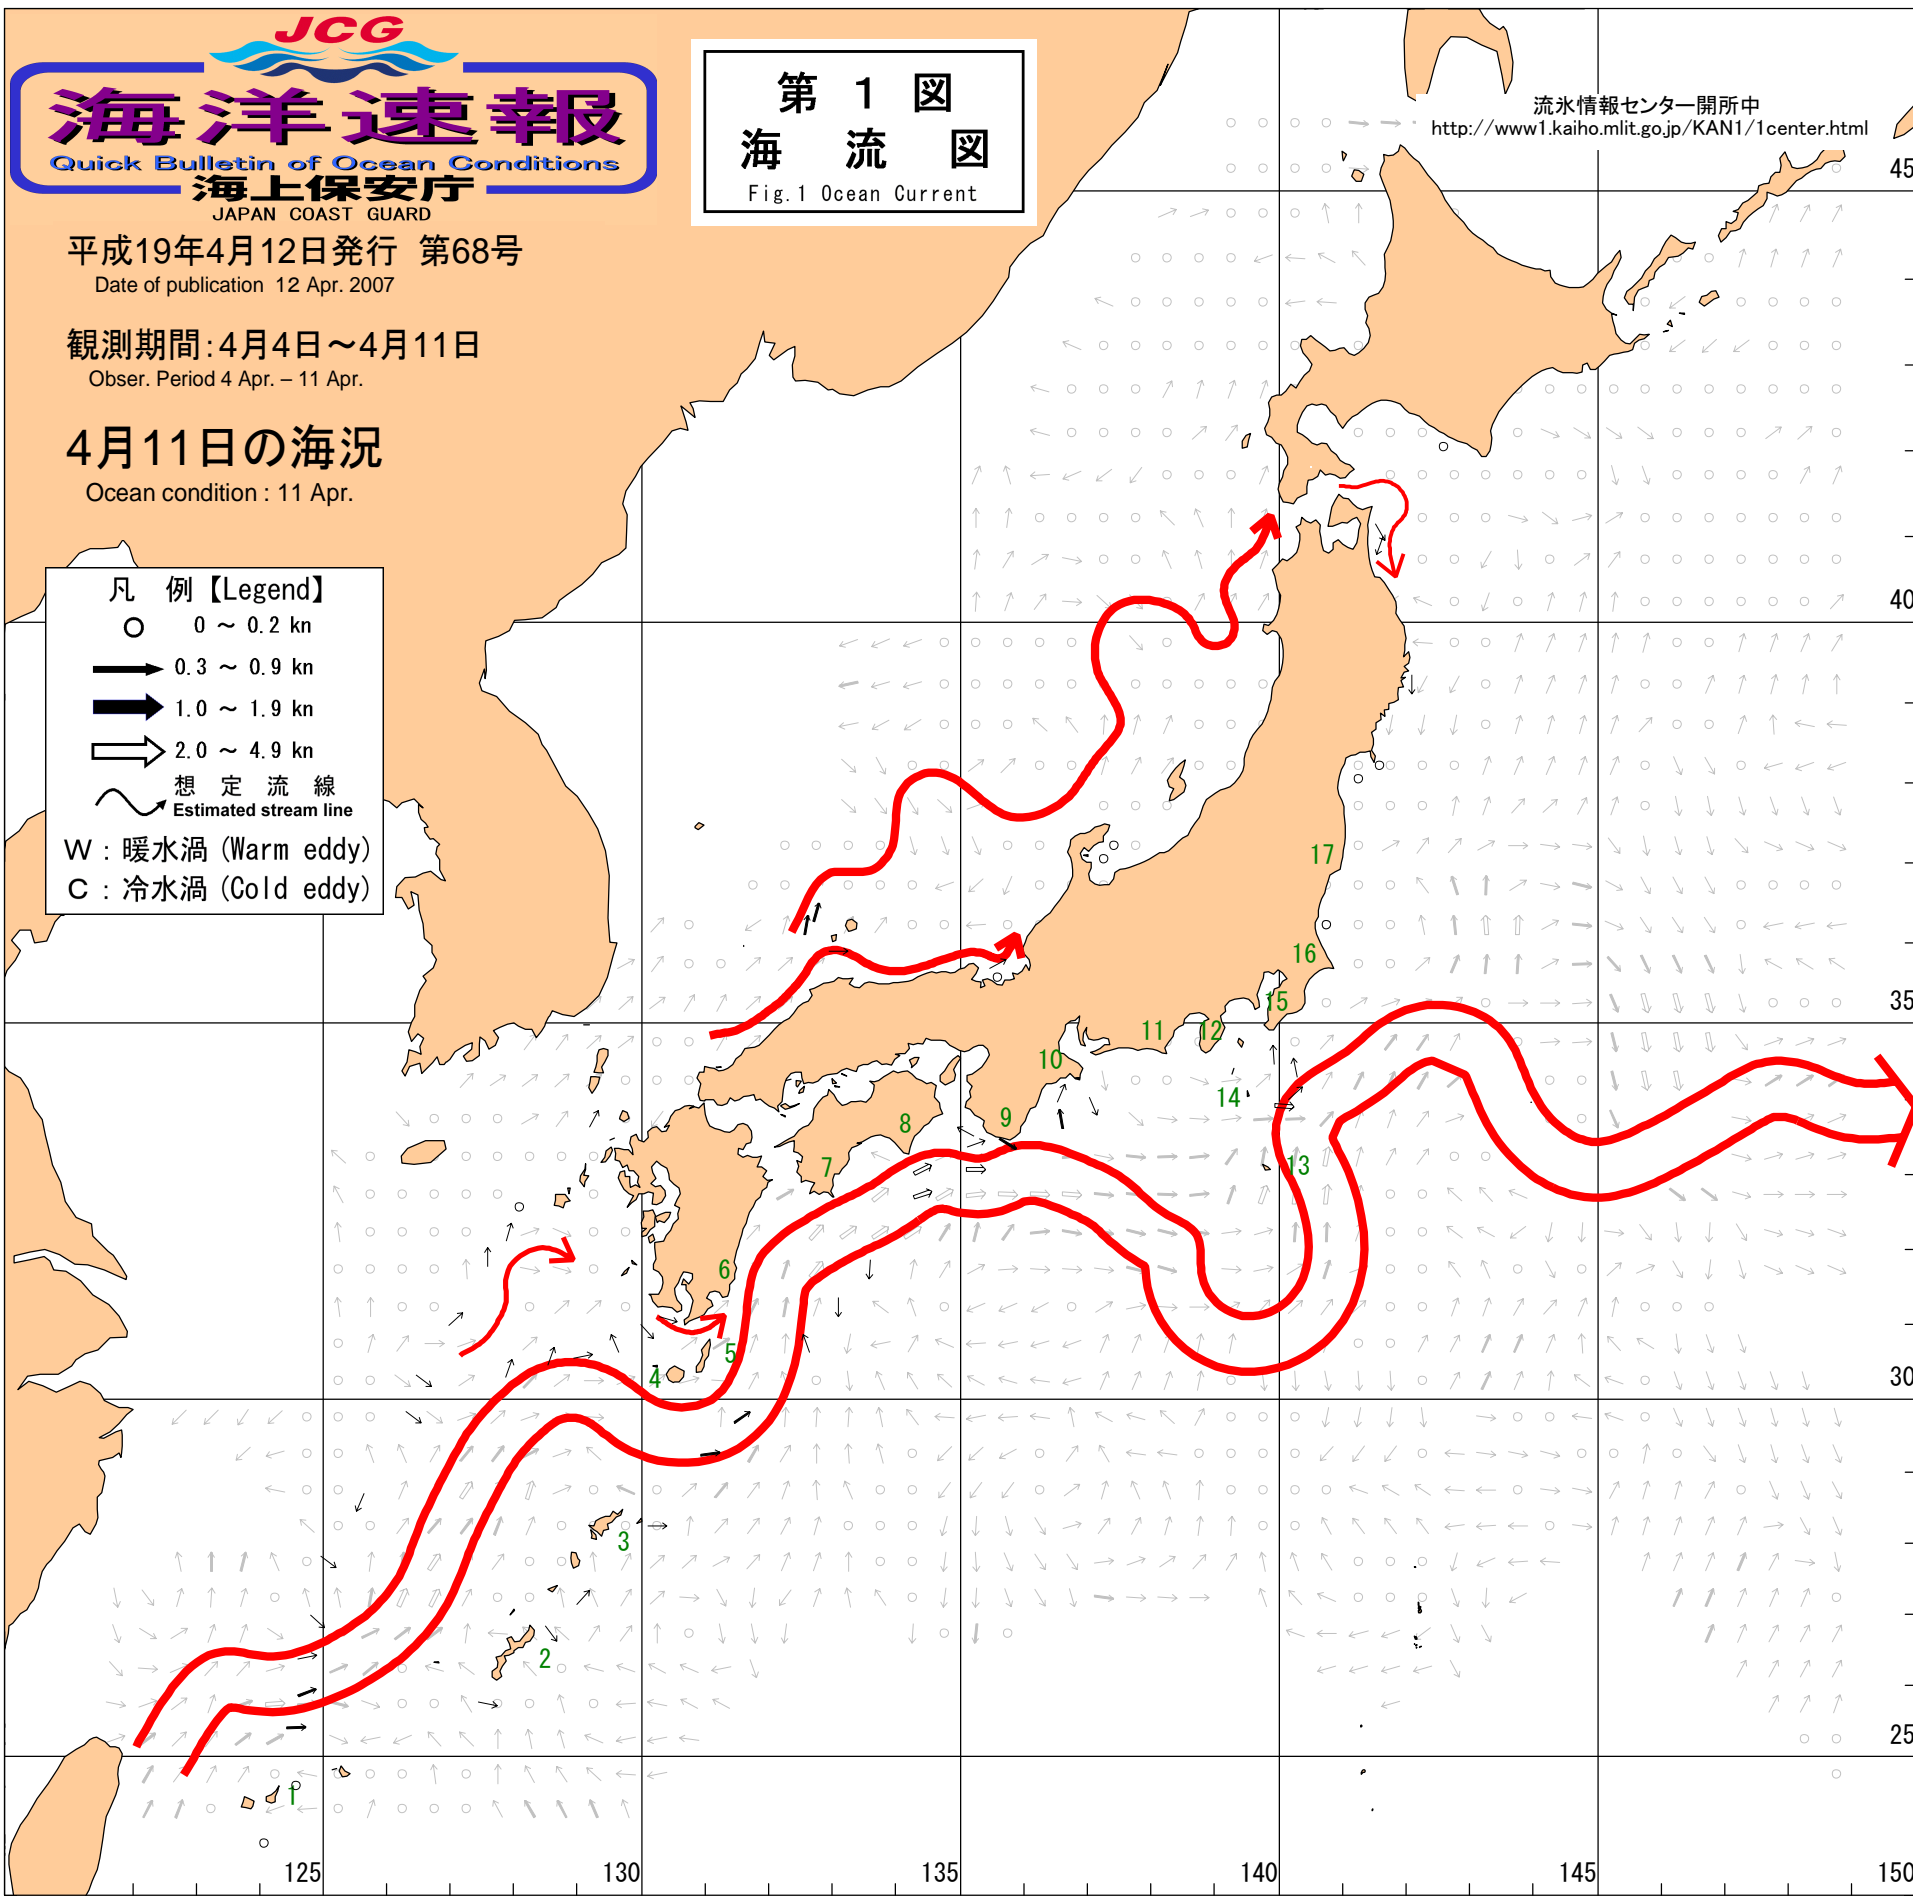 JCG
海洋速報
Quick Bulletin of Ocean Conditions
海上保安庁
JAPAN COAST GUARD
平成19年4月12日発行 第68号
Date of publication 12 Apr. 2007
観測期間:4月4日～4月11日
Obser. Period 4 Apr. – 11 Apr.
4月11日の海況
Ocean condition : 11 Apr.
第 1 図
海 流 図
Fig.1 Ocean Current
流氷情報センター開所中
http://www1.kaiho.mlit.go.jp/KAN1/1center.html
凡 例【Legend】
0 ～ 0.2 kn
0.3 ～ 0.9 kn
1.0 ～ 1.9 kn
2.0 ～ 4.9 kn
想 定 流 線
Estimated stream line
W : 暖水渦 (Warm eddy)
C : 冷水渦 (Cold eddy)
45
40
17
16
35
15
12
11
10
14
9
8
13
7
6
5
4
30
3
2
25
1
125
130
135
140
145
150